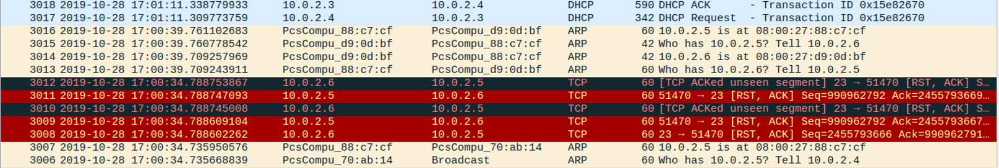 3018 2019-10-28 17:01:11.338779933 10.0.2.3 10.0.2.4 DHCP 590 DHCP ACK - Transaction ID 0x15e82670
3017 2019-10-28 17:01:11.309773759 10.0.2.4 10.0.2.3 DHCP 342 DHCP Request - Transaction ID 0x15e82670
3016 2019-10-28 17:00:39.761102683 PcsCompu_88:c7:cf PcsCompu_d9:0d:bf ARP 60 10.0.2.5 is at 08:00:27:88:c7:cf
3015 2019-10-28 17:00:39.760778542 PcsCompu_d9:0d:bf PcsCompu_88:c7:cf ARP 42 Who has 10.0.2.5? Tell 10.0.2.6
3014 2019-10-28 17:00:39.709257969 PcsCompu_d9:0d:bf PcsCompu_88:c7:cf ARP 42 10.0.2.6 is at 08:00:27:d9:0d:bf
3013 2019-10-28 17:00:39.709243911 PcsCompu_88:c7:cf PcsCompu_d9:0d:bf ARP 60 Who has 10.0.2.6? Tell 10.0.2.5
3012 2019-10-28 17:00:34.788753867 10.0.2.6 10.0.2.5 TCP 60 [TCP ACKed unseen segment] 23 → 51470 [RST, ACK] S…
3011 2019-10-28 17:00:34.788747093 10.0.2.5 10.0.2.6 TCP 60 51470 → 23 [RST, ACK] Seq=990962792 Ack=2455793669…
3010 2019-10-28 17:00:34.788745008 10.0.2.6 10.0.2.5 TCP 60 [TCP ACKed unseen segment] 23 → 51470 [RST, ACK] S…
3009 2019-10-28 17:00:34.788609104 10.0.2.5 10.0.2.6 TCP 60 51470 → 23 [RST, ACK] Seq=990962792 Ack=2455793667…
3008 2019-10-28 17:00:34.788602262 10.0.2.6 10.0.2.5 TCP 60 23 → 51470 [RST, ACK] Seq=2455793666 Ack=990962791…
3007 2019-10-28 17:00:34.735950576 PcsCompu_88:c7:cf PcsCompu_70:ab:14 ARP 60 10.0.2.5 is at 08:00:27:88:c7:cf
3006 2019-10-28 17:00:34.735668839 PcsCompu_70:ab:14 Broadcast ARP 60 Who has 10.0.2.5? Tell 10.0.2.4